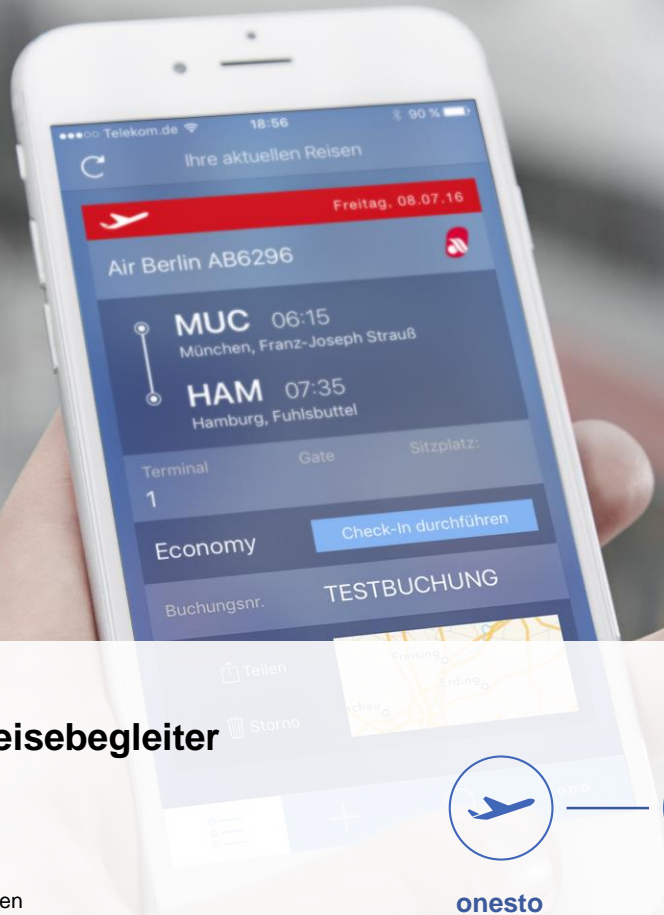 Telekom.de 18:56 90 %
Ihre aktuellen Reisen
Freitag, 08.07.16
Air Berlin AB6296
MUC 06:15
München, Franz-Joseph Strauß
HAM 07:35
Hamburg, Fuhlsbuttel
Terminal Gate Sitzplatz:
1
Economy Check-In durchführen
Buchungsnr. TESTBUCHUNG
Teilen
Freising
Erding
Storno
eisebegleiter
en
onesto